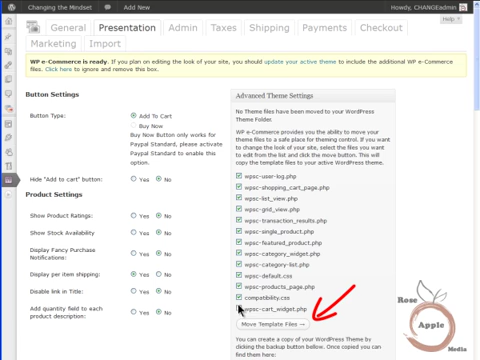 Changing the Mindset
Add New
Howdy, CHANGEadmin
Help
General Presentation Admin Taxes Shipping Payments Checkout
Marketing Import
WP e-Commerce is ready. If you plan on editing the look of your site, you should update your active theme to include the additional WP e-Commerce
files. Click here to ignore and remove this box.
Button Settings
Button Type:
Add To Cart
Buy Now
Buy Now Button only works for
Paypal Standard, please activate
Paypal Standard to enable this
option.
Hide "Add to cart" button:
Yes No
Product Settings
Show Product Ratings:
Yes No
Show Stock Availability
Yes No
Display Fancy Purchase
Notifications:
Yes No
Display per item shipping:
Yes No
Disable link in Title:
Yes No
Add quantity field to each
product description:
Yes No
Advanced Theme Settings
No Theme files have been moved to your WordPress
Theme Folder.
WP e-Commerce provides you the ability to move your
theme files to a safe place for theming control. If you
want to change the look of your site, select the files you
want to edit from the list and click the move button. This
will copy the template files to your active WordPress
theme.
wpsc-user-log.php
wpsc-shopping_cart_page.php
wpsc-list_view.php
wpsc-grid_view.php
wpsc-transaction_results.php
wpsc-single_product.php
wpsc-featured_product.php
wpsc-category_widget.php
wpsc-category-list.php
wpsc-default.css
wpsc-products_page.php
compatibility.css
wpsc-cart_widget.php
Move Template Files →
You can create a copy of your WordPress Theme by
clicking the backup button bellow. Once copied you can
find them here:
Rose
Apple
Media